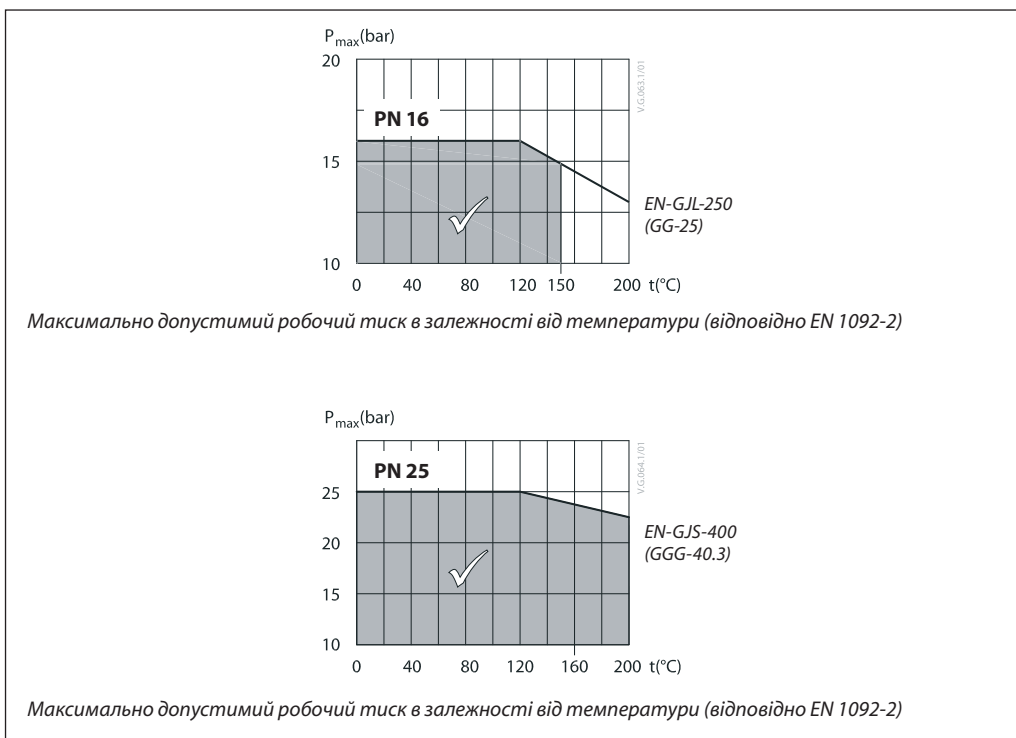 Pmax(bar)
20
V.G.063.1/01
PN 16
15
EN-GJL-250
(GG-25)
10
0 40 80 120 150 200 t(°C)
Максимально допустимий робочий тиск в залежності від температури (відповідно EN 1092-2)
Pmax(bar)
V.G.064.1/01
PN 25
25
EN-GJS-400
(GGG-40.3)
20
15
10
0 40 80 120 160 200 t(°C)
Максимально допустимий робочий тиск в залежності від температури (відповідно EN 1092-2)